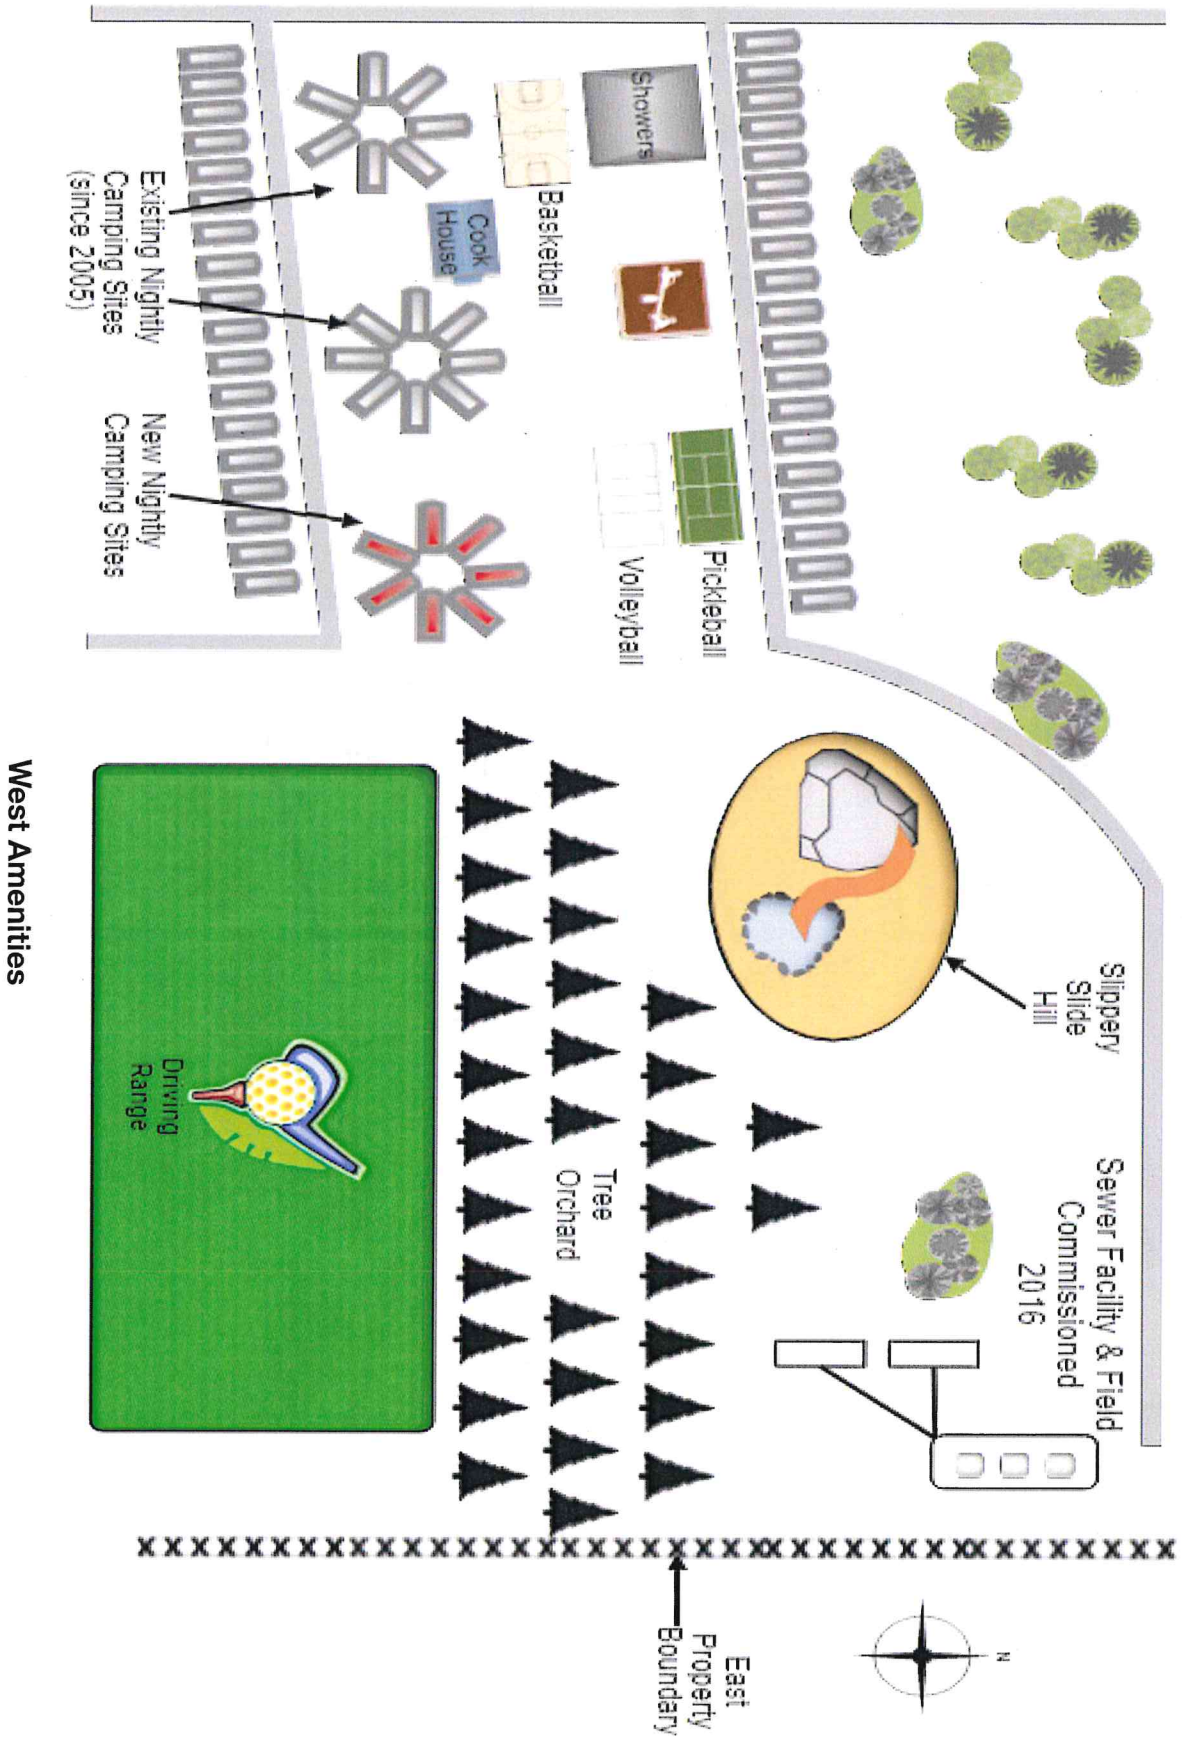 Showers
Basketball
Cook
House
Existing Nightly
Camping Sites
(since 2005)
New Nightly
Camping Sites
Pickleball
Volleyball
Slippery
Slide
Hill
Sewer Facility & Field
Commissioned
2016
Tree
Orchard
Driving
Range
N
East
Property
Boundary
West Amenities